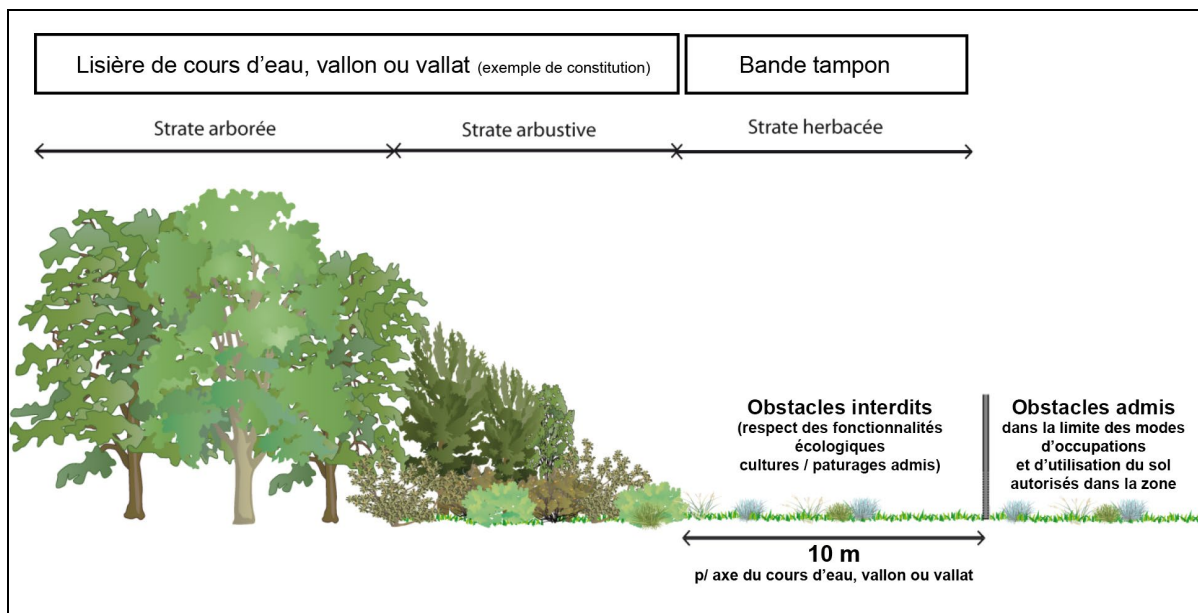 Lisière de cours d'eau, vallon ou vallat (exemple de constitution)
Bande tampon
Strate arborée
Strate arbustive
Strate herbacée
Obstacles interdits
(respect des fonctionnalités
écologiques
cultures / paturages admis)
Obstacles admis
dans la limite des modes
d'occupations
et d'utilisation du sol
autorisés dans la zone
10 m
p/ axe du cours d'eau, vallon ou vallat